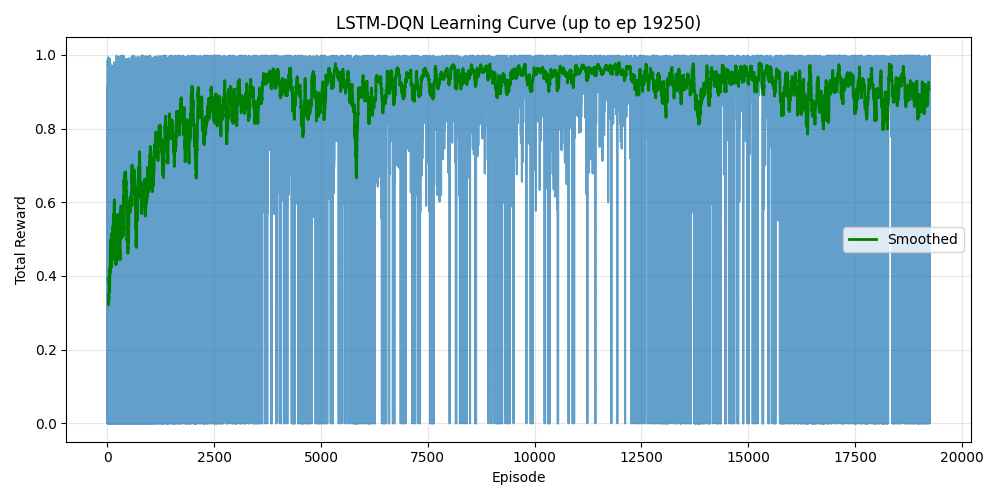 LSTM-DQN Learning Curve (up to ep 19250)
1.0
0.8
0.6
0.4
0.2
0.0
Total Reward
Smoothed
0 2500 5000 7500 10000 12500 15000 17500 20000
Episode